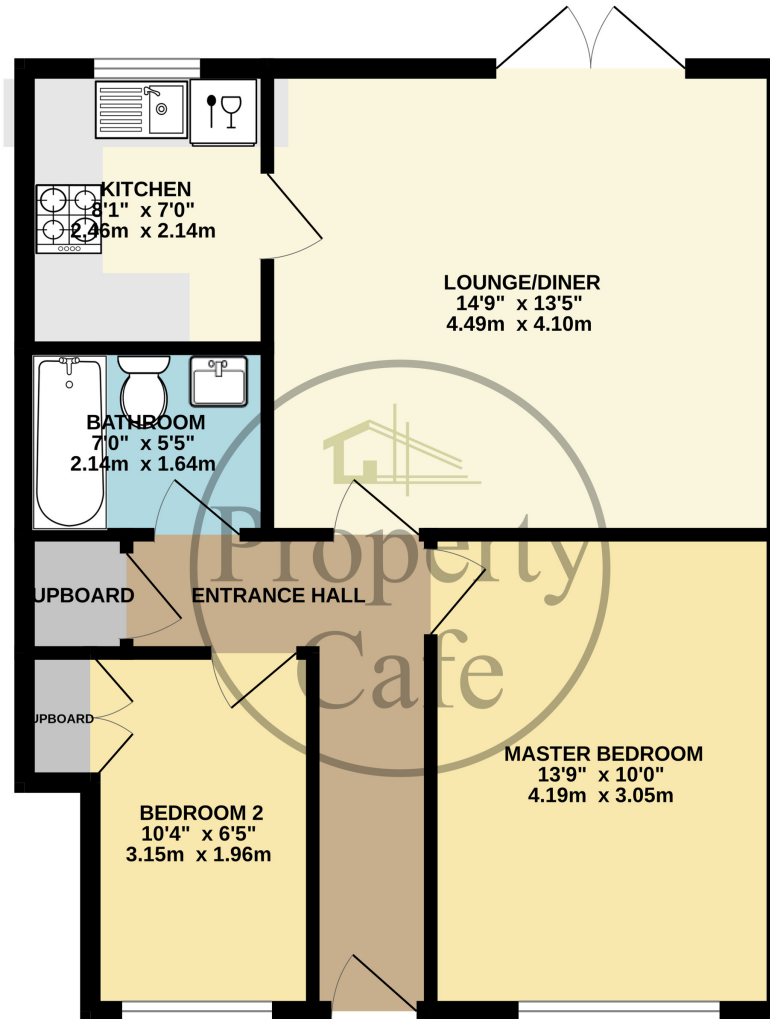 KITCHEN
8'1" x 7'0"
2.46m x 2.14m
LOUNGE/DINER
14'9" x 13'5"
4.49m x 4.10m
BATHROOM
7'0" x 5'5"
2.14m x 1.64m
Property
Cafe
UPBOARD
ENTRANCE HALL
UPBOARD
MASTER BEDROOM
13'9" x 10'0"
4.19m x 3.05m
BEDROOM 2
10'4" x 6'5"
3.15m x 1.96m